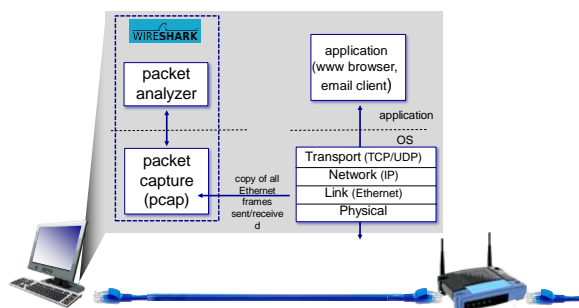 WIRESHARK
packet
analyzer
packet
capture
(pcap)
copy of all
Ethernet
frames
sent/receive
d
application
(www browser,
email client)
application
OS
Transport (TCP/UDP)
Network (IP)
Link (Ethernet)
Physical